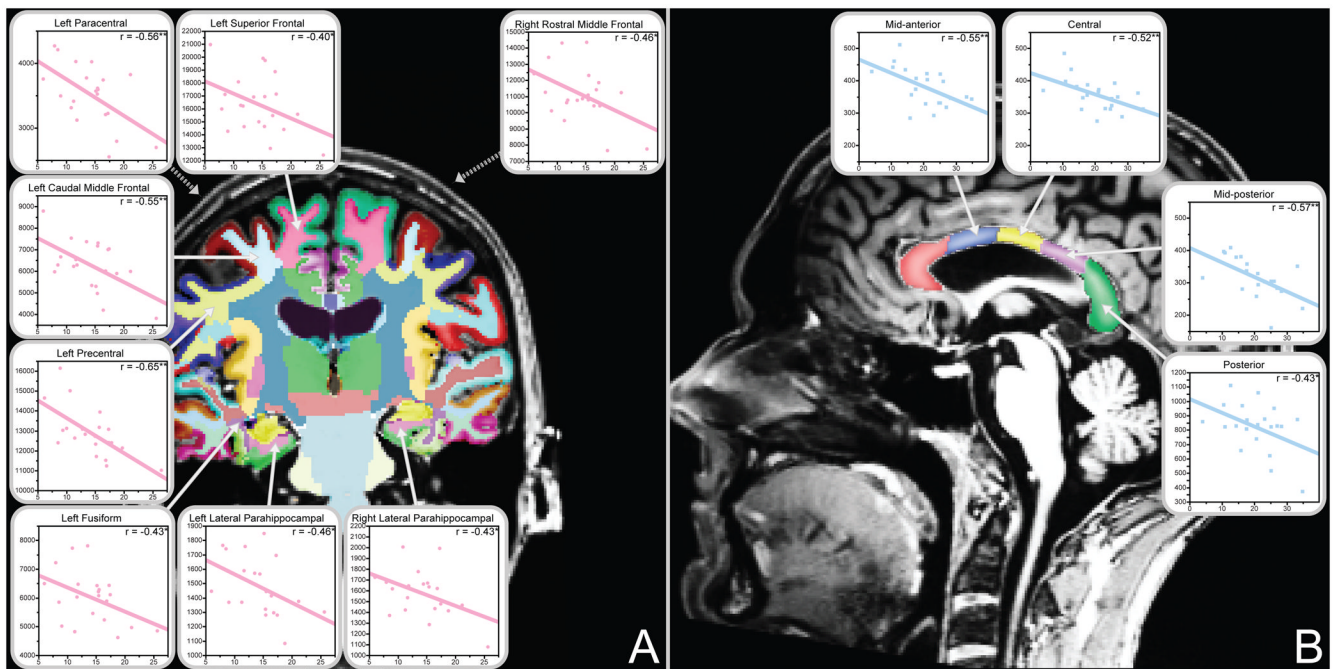 Left Paracentral
r = -0.56**
4000
3000
5 10 15 20 25
Left Superior Frontal
r = -0.40*
22000
21000
20000
19000
18000
17000
16000
15000
14000
13000
12000
5 10 15 20 25
Right Rostral Middle Frontal
r = -0.46*
15000
14000
13000
12000
11000
10000
9000
8000
7000
5 10 15 20 25
Left Caudal Middle Frontal
r = -0.55**
9000
8000
7000
6000
5000
4000
5 10 15 20 25
Left Precentral
r = -0.65**
17000
16000
15000
14000
13000
12000
11000
10000
5 10 15 20 25
Left Fusiform
r = -0.43*
9000
8000
7000
6000
5000
4000
5 10 15 20 25
Left Lateral Parahippocampal
r = -0.46*
1900
1800
1700
1600
1500
1400
1300
1200
1100
1000
5 10 15 20 25
Right Lateral Parahippocampal
r = -0.43*
2200
2100
2000
1900
1800
1700
1600
1500
1400
1300
1200
1100
1000
5 10 15 20 25
A
Mid-anterior
r = -0.55**
500
400
300
200
0 10 20 30
Central
r = -0.52**
500
400
300
200
0 10 20 30
Mid-posterior
r = -0.57**
500
400
300
200
0 10 20 30
Posterior
r = -0.43*
1200
1100
1000
900
800
700
600
500
400
300
0 10 20 30
B